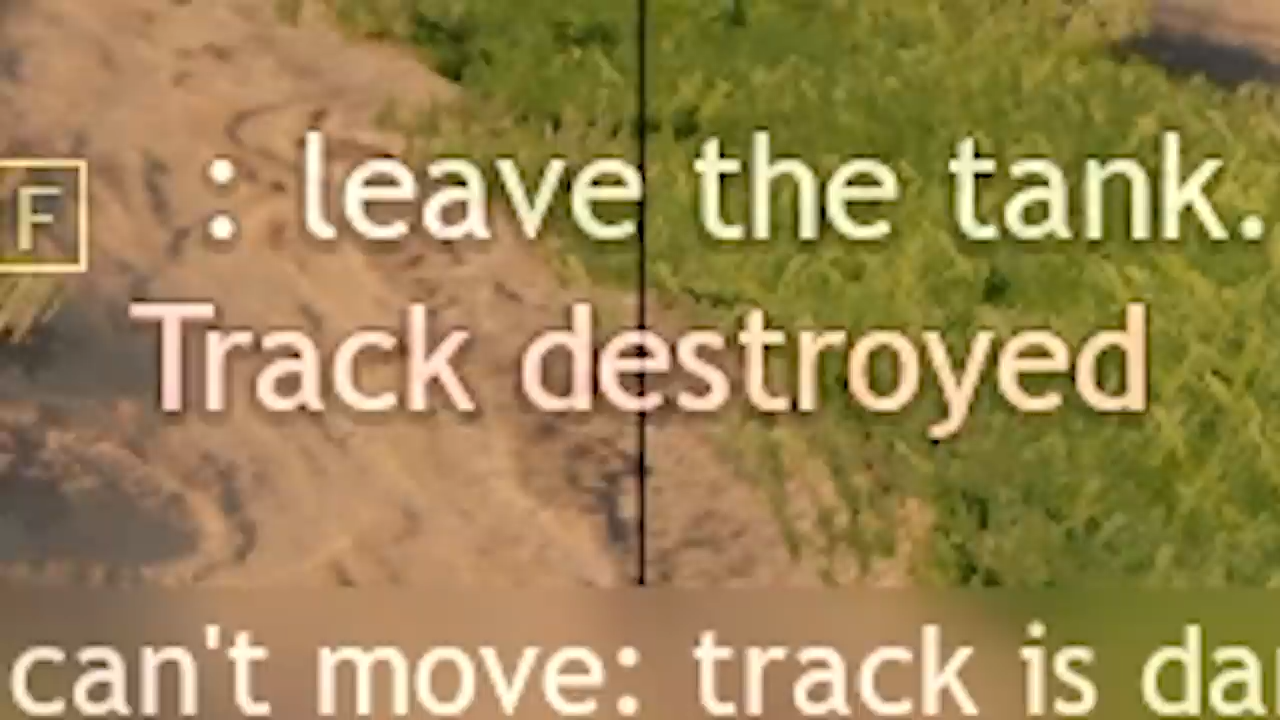 F : leave the tank.
Track destroyed
can't move: track is